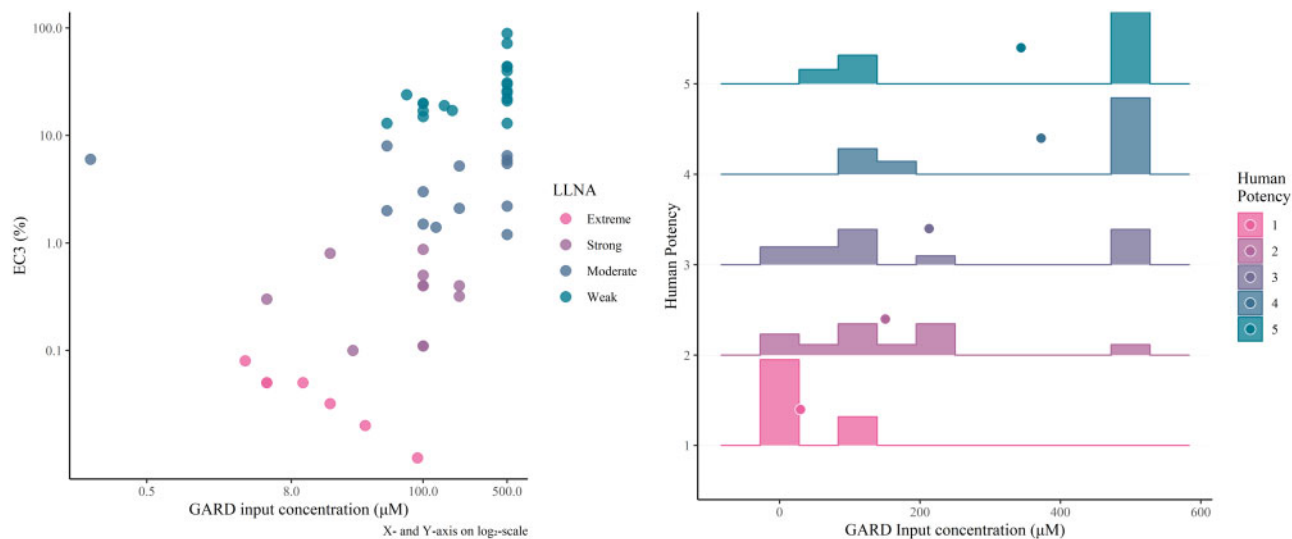 100.0
10.0
1.0
0.1
EC3 (%)
0.5
8.0
100.0
500.0
GARD input concentration (μM)
X- and Y-axis on log₂-scale
LLNA
Extreme
Strong
Moderate
Weak
5
4
3
2
1
Human Potency
0
200
400
600
GARD Input concentration (μM)
Human
Potency
1
2
3
4
5